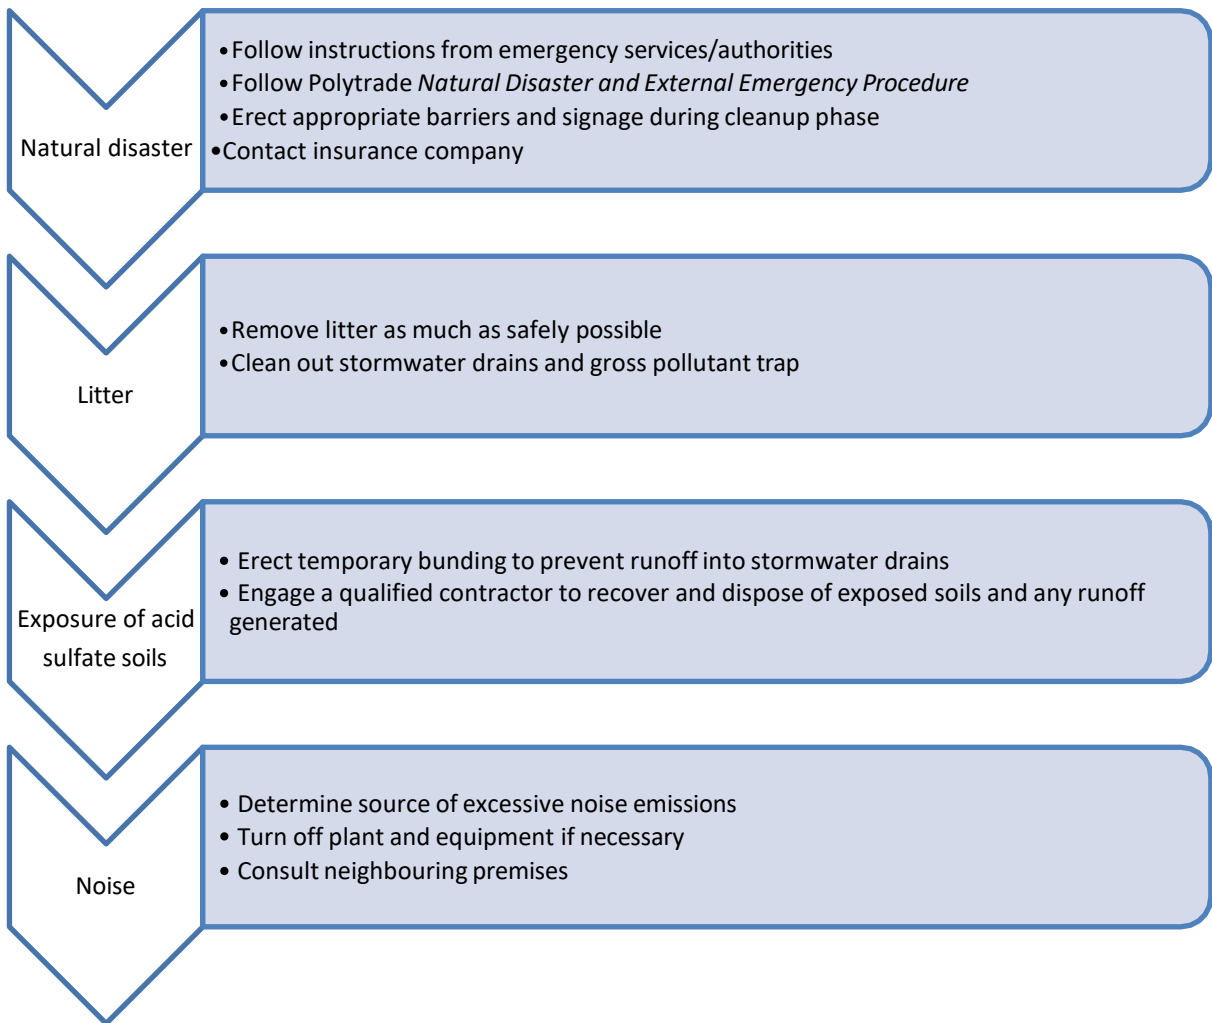 Natural disaster
•Follow instructions from emergency services/authorities
•Follow Polytrade Natural Disaster and External Emergency Procedure
•Erect appropriate barriers and signage during cleanup phase
•Contact insurance company
Litter
•Remove litter as much as safely possible
•Clean out stormwater drains and gross pollutant trap
Exposure of acid
sulfate soils
• Erect temporary bunding to prevent runoff into stormwater drains
• Engage a qualified contractor to recover and dispose of exposed soils and any runoff
generated
Noise
• Determine source of excessive noise emissions
• Turn off plant and equipment if necessary
• Consult neighbouring premises